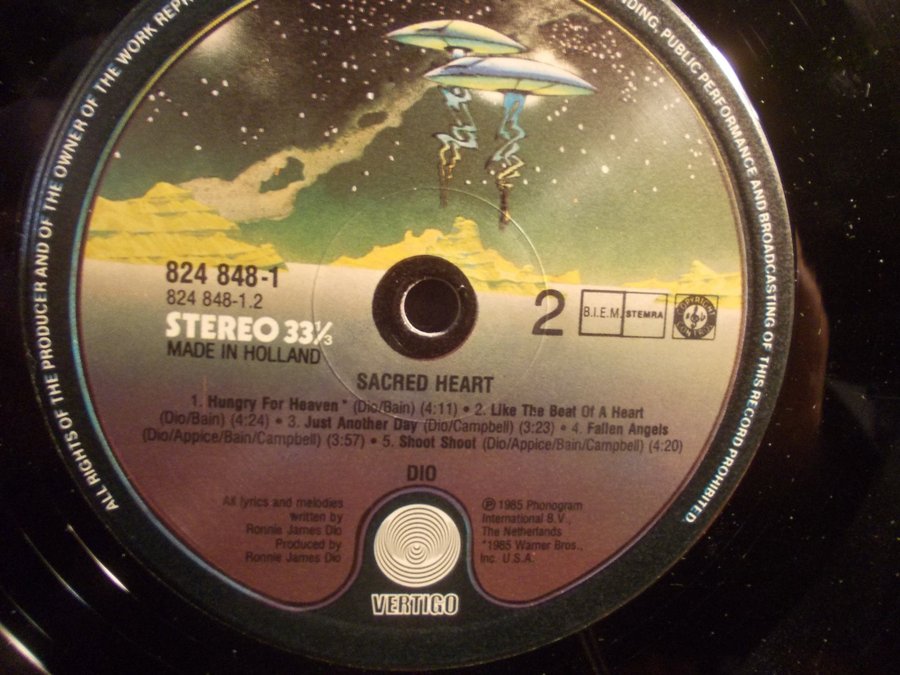 ALL RIGHTS OF THE PRODUCER AND OF THE OWNER OF THE WORK REPR
DING, PUBLIC PERFORMANCE AND BROADCASTING OF THIS RECORD PROHIBITED.
824 848-1
824 848-1.2
STEREO 33⅓
MADE IN HOLLAND
2
B.I.E.M.
STEMRA
SACRED HEART
1. Hungry For Heaven* (Dio/Bain) (4:11) • 2. Like The Beat Of A Heart
(Dio/Bain) (4:24) • 3. Just Another Day (Dio/Campbell) (3:23) • 4. Fallen Angels
(Dio/Appice/Bain/Campbell) (3:57) • 5. Shoot Shoot (Dio/Appice/Bain/Campbell) (4:20)
DIO
All lyrics and melodies
written by
Ronnie James Dio
Produced by
Ronnie James Dio
℗ 1985 Phonogram
International B.V.,
The Netherlands
*1985 Warner Bros.,
Inc. U.S.A.
VERTIGO